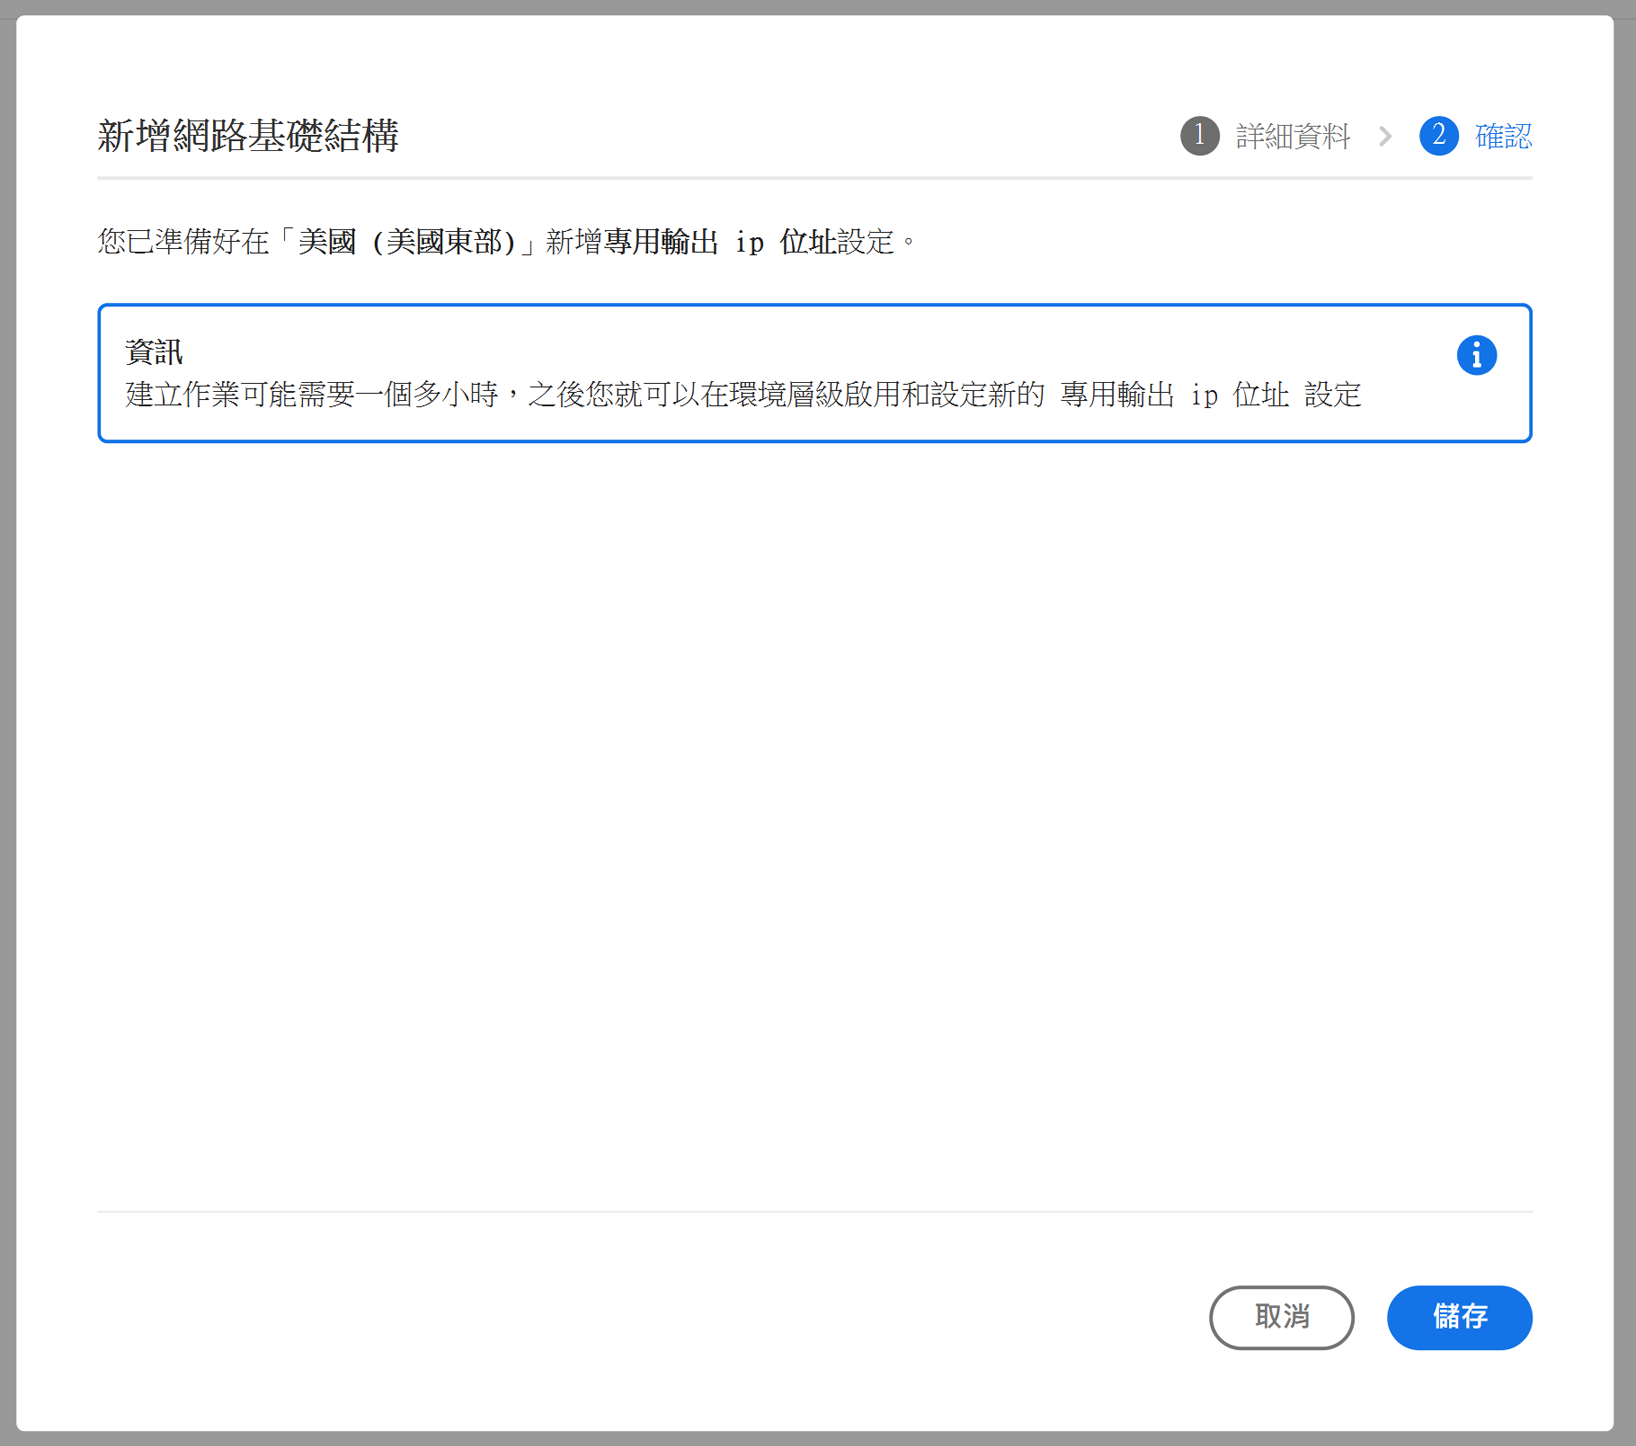 新增網路基礎結構
1 詳細資料 2 確認
您已準備好在「美國 (美國東部)」新增專用輸出 ip 位址設定。
資訊
建立作業可能需要一個多小時，之後您就可以在環境層級啟用和設定新的 專用輸出 ip 位址 設定
取消 儲存